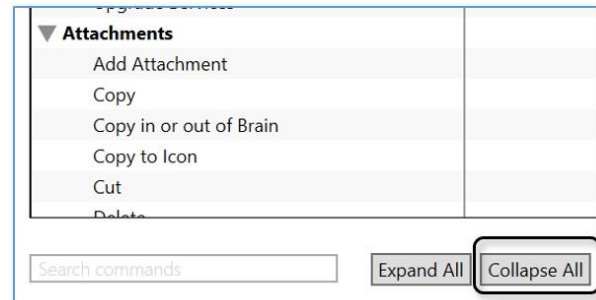 Attachments
Add Attachment
Copy
Copy in or out of Brain
Copy to Icon
Cut
Delete
Search commands
Expand All
Collapse All